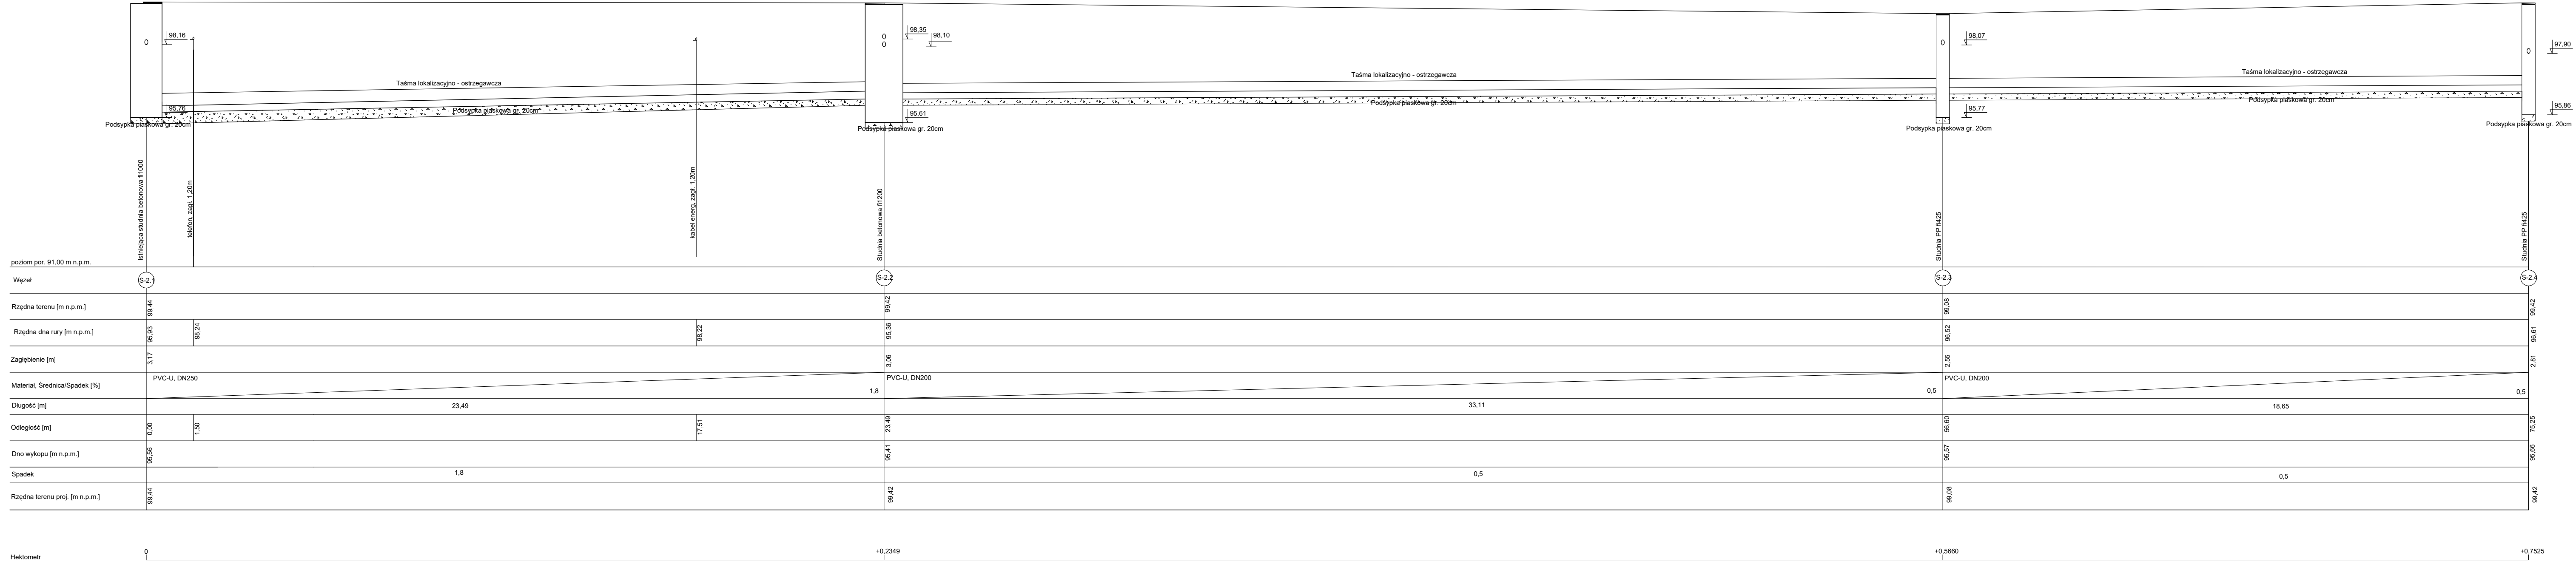 98,16
98,35
98,10
98,07
97,90
Taśma lokalizacyjno - ostrzegawcza
Taśma lokalizacyjno - ostrzegawcza
Taśma lokalizacyjno - ostrzegawcza
95,76
Podsypka piaskowa gr. 20cm
Podsypka piaskowa gr. 20cm
95,61
Podsypka piaskowa gr. 20cm
Podsypka piaskowa gr. 20cm
95,77
Podsypka piaskowa gr. 20cm
Podsypka piaskowa gr. 20cm
95,86
Podsypka piaskowa gr. 20cm
Istniejąca studnia betonowa fi1000
telefon, zagł. 1,20m
kabel energ, zagł. 1,20m
Studnia betonowa fi1200
Studnia PP fi425
Studnia PP fi425
poziom por. 91,00 m n.p.m.
Węzeł S-2.1 S-2.2 S-2.3 S-2.4
Rzędna terenu [m n.p.m.] 99,44 99,42 99,08 99,42
Rzędna dna rury [m n.p.m.] 95,93 98,24 98,22 95,36 96,52 96,61
Zagłębienie [m] 3,17 3,06 2,55 2,81
Materiał, Średnica/Spadek [%] PVC-U, DN250 1,8 PVC-U, DN200 0,5 PVC-U, DN200 0,5
Długość [m] 23,49 33,11 18,65
Odległość [m] 0,00 1,50 17,51 23,49 56,60 75,25
Dno wykopu [m n.p.m.] 95,56 95,41 95,57 95,66
Spadek 1,8 0,5 0,5
Rzędna terenu proj. [m n.p.m.] 99,44 99,42 99,08 99,42
Hektometr 0 +0,2349 +0,5660 +0,7525